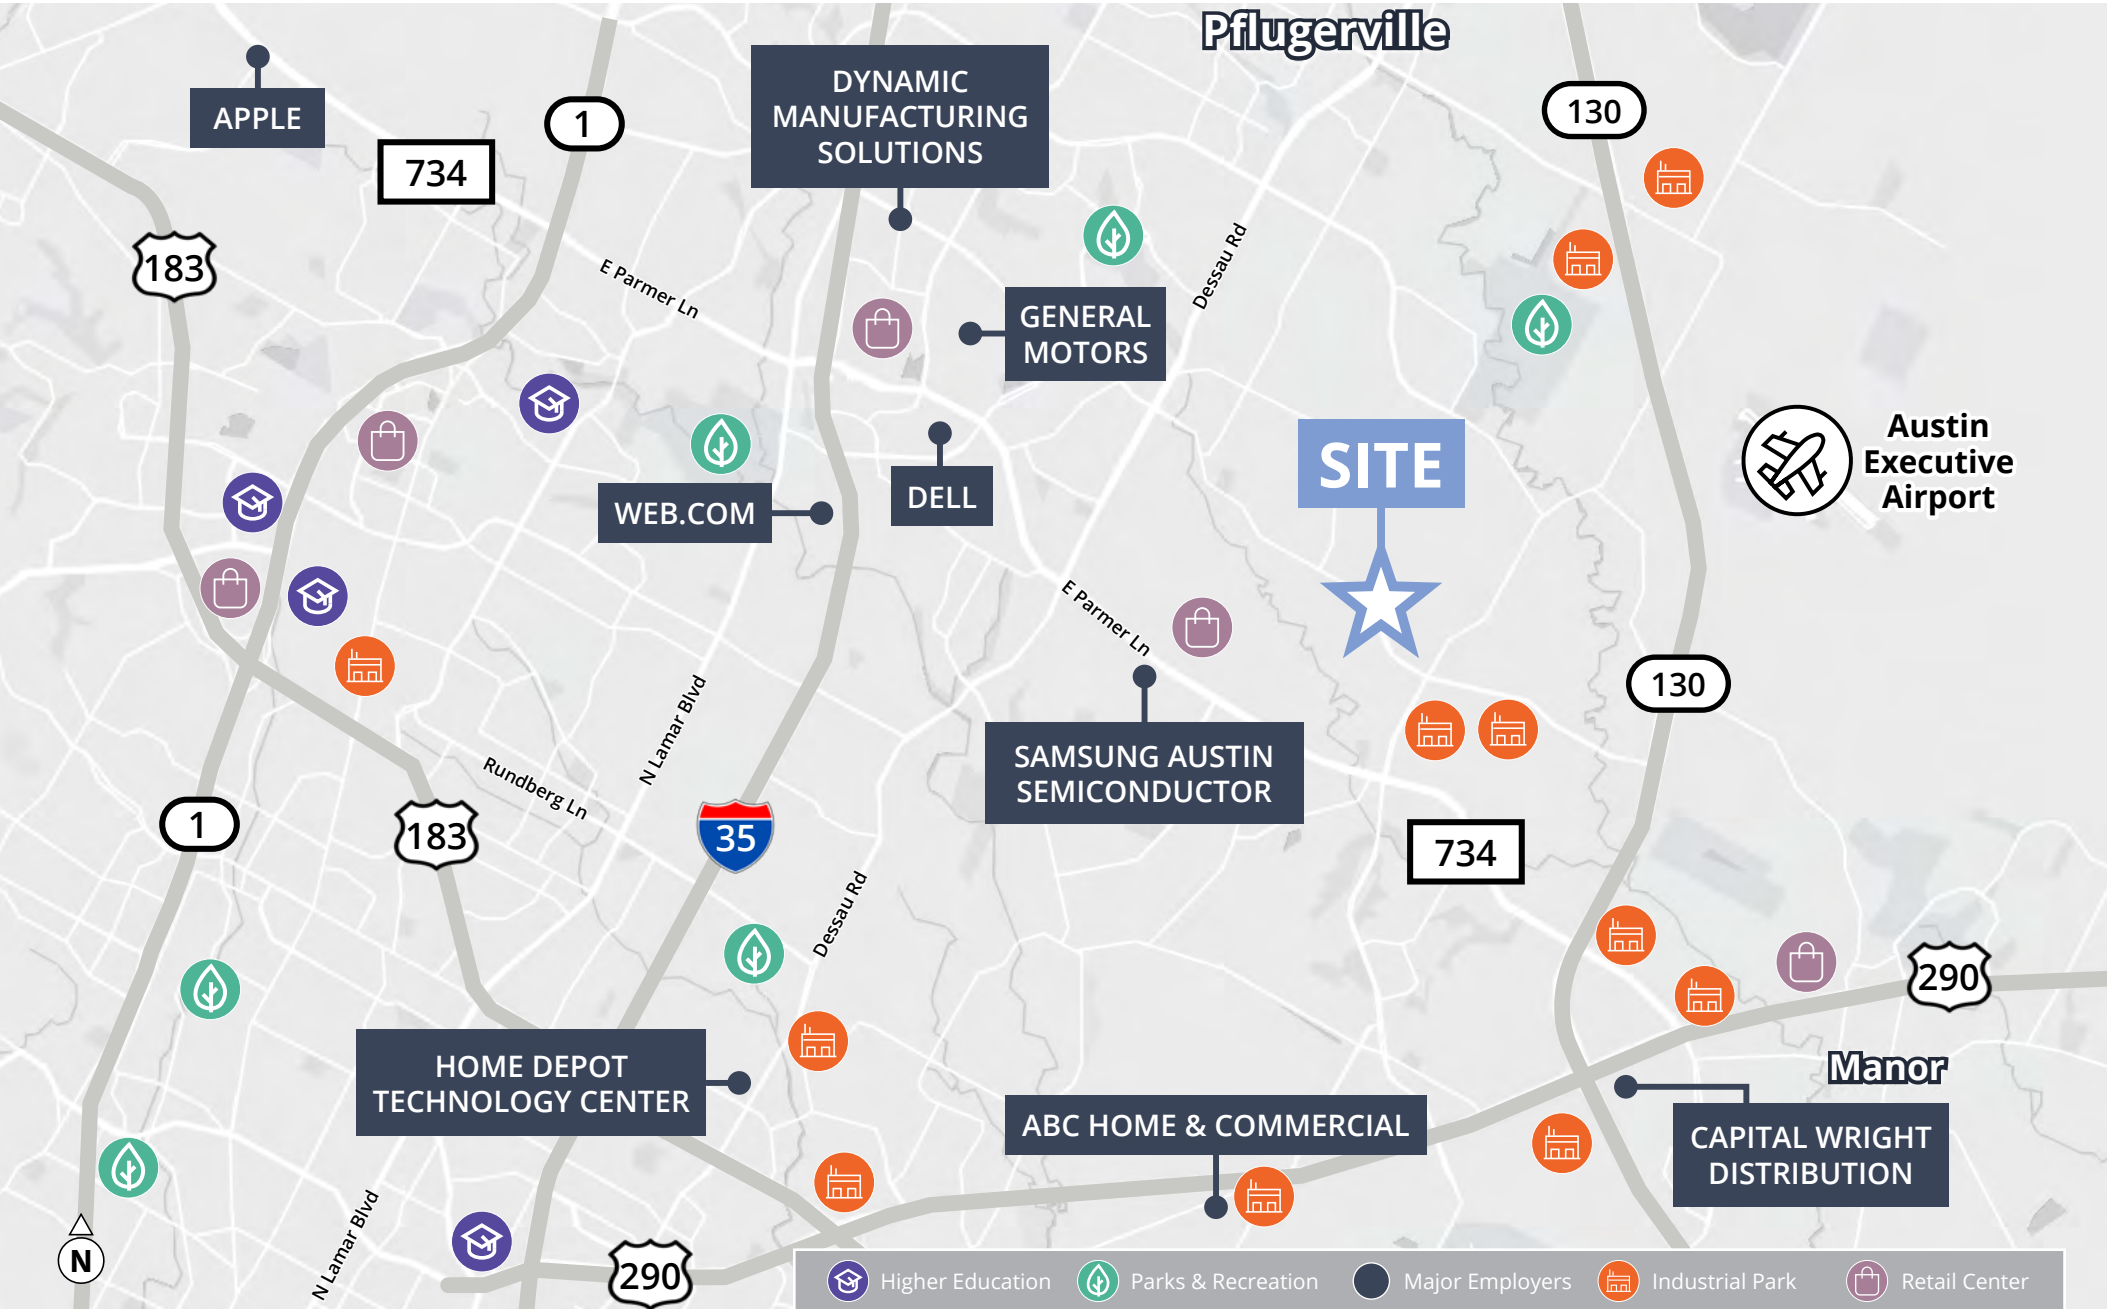 Pflugerville
APPLE
734
1
DYNAMIC
MANUFACTURING
SOLUTIONS
130
183
E Parmer Ln
Dessau Rd
GENERAL
MOTORS
SITE
Austin
Executive
Airport
WEB.COM
DELL
E Parmer Ln
130
N Lamar Blvd
Rundberg Ln
SAMSUNG AUSTIN
SEMICONDUCTOR
1
183
35
734
Dessau Rd
290
HOME DEPOT
TECHNOLOGY CENTER
Manor
ABC HOME & COMMERCIAL
CAPITAL WRIGHT
DISTRIBUTION
N Lamar Blvd
N
290
Higher Education
Parks & Recreation
Major Employers
Industrial Park
Retail Center